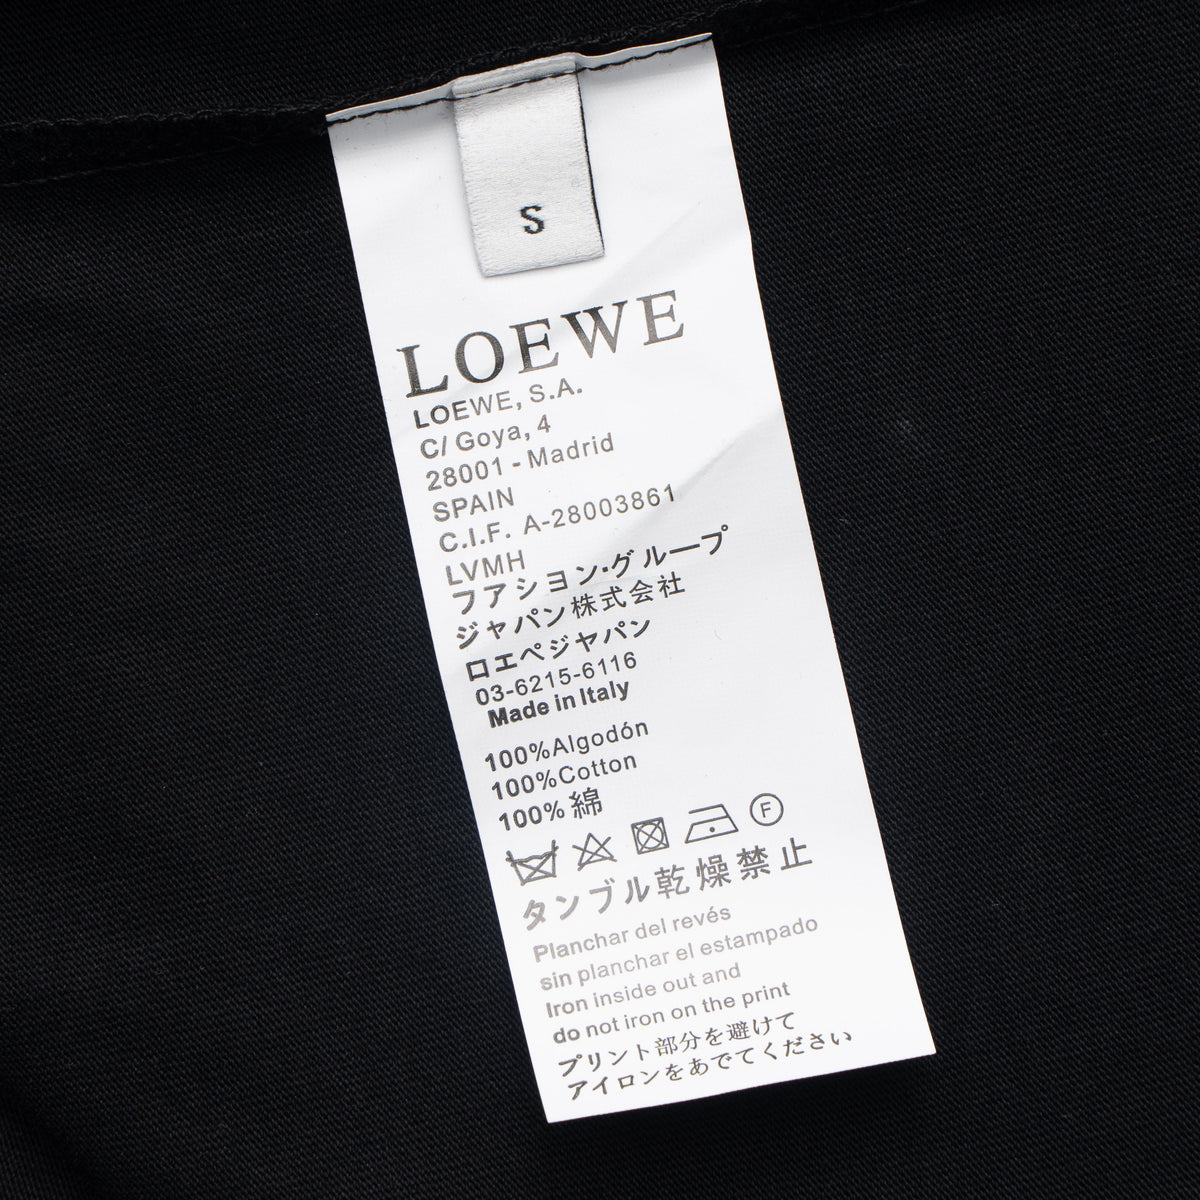 S
LOEWE
LOEWE, S.A.
C/ Goya, 4
28001 - Madrid
SPAIN
C.I.F. A-28003861
LVMH
フアシヨン・グループ
ジャパン株式会社
ロエペジヤパン
03-6215-6116
Made in Italy
100%Algodón
100%Cotton
100%綿
F
タンブル乾燥禁止
Planchar del revés
sin planchar el estampado
Iron inside out and
do not iron on the print
プリント部分を避けて
アイロンをあでてください